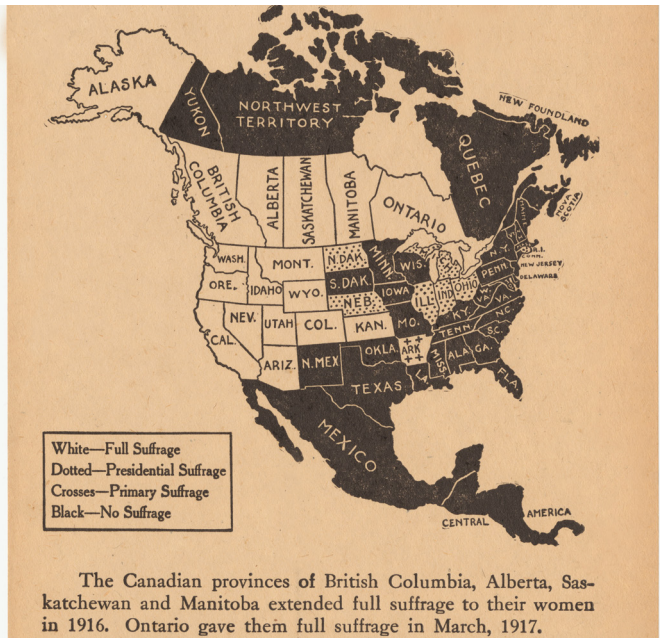 ALASKA
YUKON
NORTHWEST
TERRITORY
NEW FOUNDLAND
QUEBEC
BRITISH
COLUMBIA
ALBERTA
SASKATCHEWAN
MANITOBA
ONTARIO
NOVA
SCOTIA
MAINE
WASH.
MONT.
N.DAK.
MINN.
WIS.
N.Y.
R.I.
CONN.
NEW JERSEY
DELAWARE
ORE.
IDAHO
WYO.
S.DAK.
IOWA
NEB.
ILL.
IND.
OHIO
PENN.
W.
VA.
VA.
NEV.
UTAH
COL.
KAN.
MO.
KY.
N.C.
CAL.
ARIZ.
N.MEX
OKLA.
ARK
TENN
S.C.
MISS
ALA
GA.
TEXAS
LA.
FLA.
MEXICO
CENTRAL
AMERICA
White—Full Suffrage
Dotted—Presidential Suffrage
Crosses—Primary Suffrage
Black—No Suffrage
The Canadian provinces of British Columbia, Alberta, Sas-
katchewan and Manitoba extended full suffrage to their women
in 1916. Ontario gave them full suffrage in March, 1917.